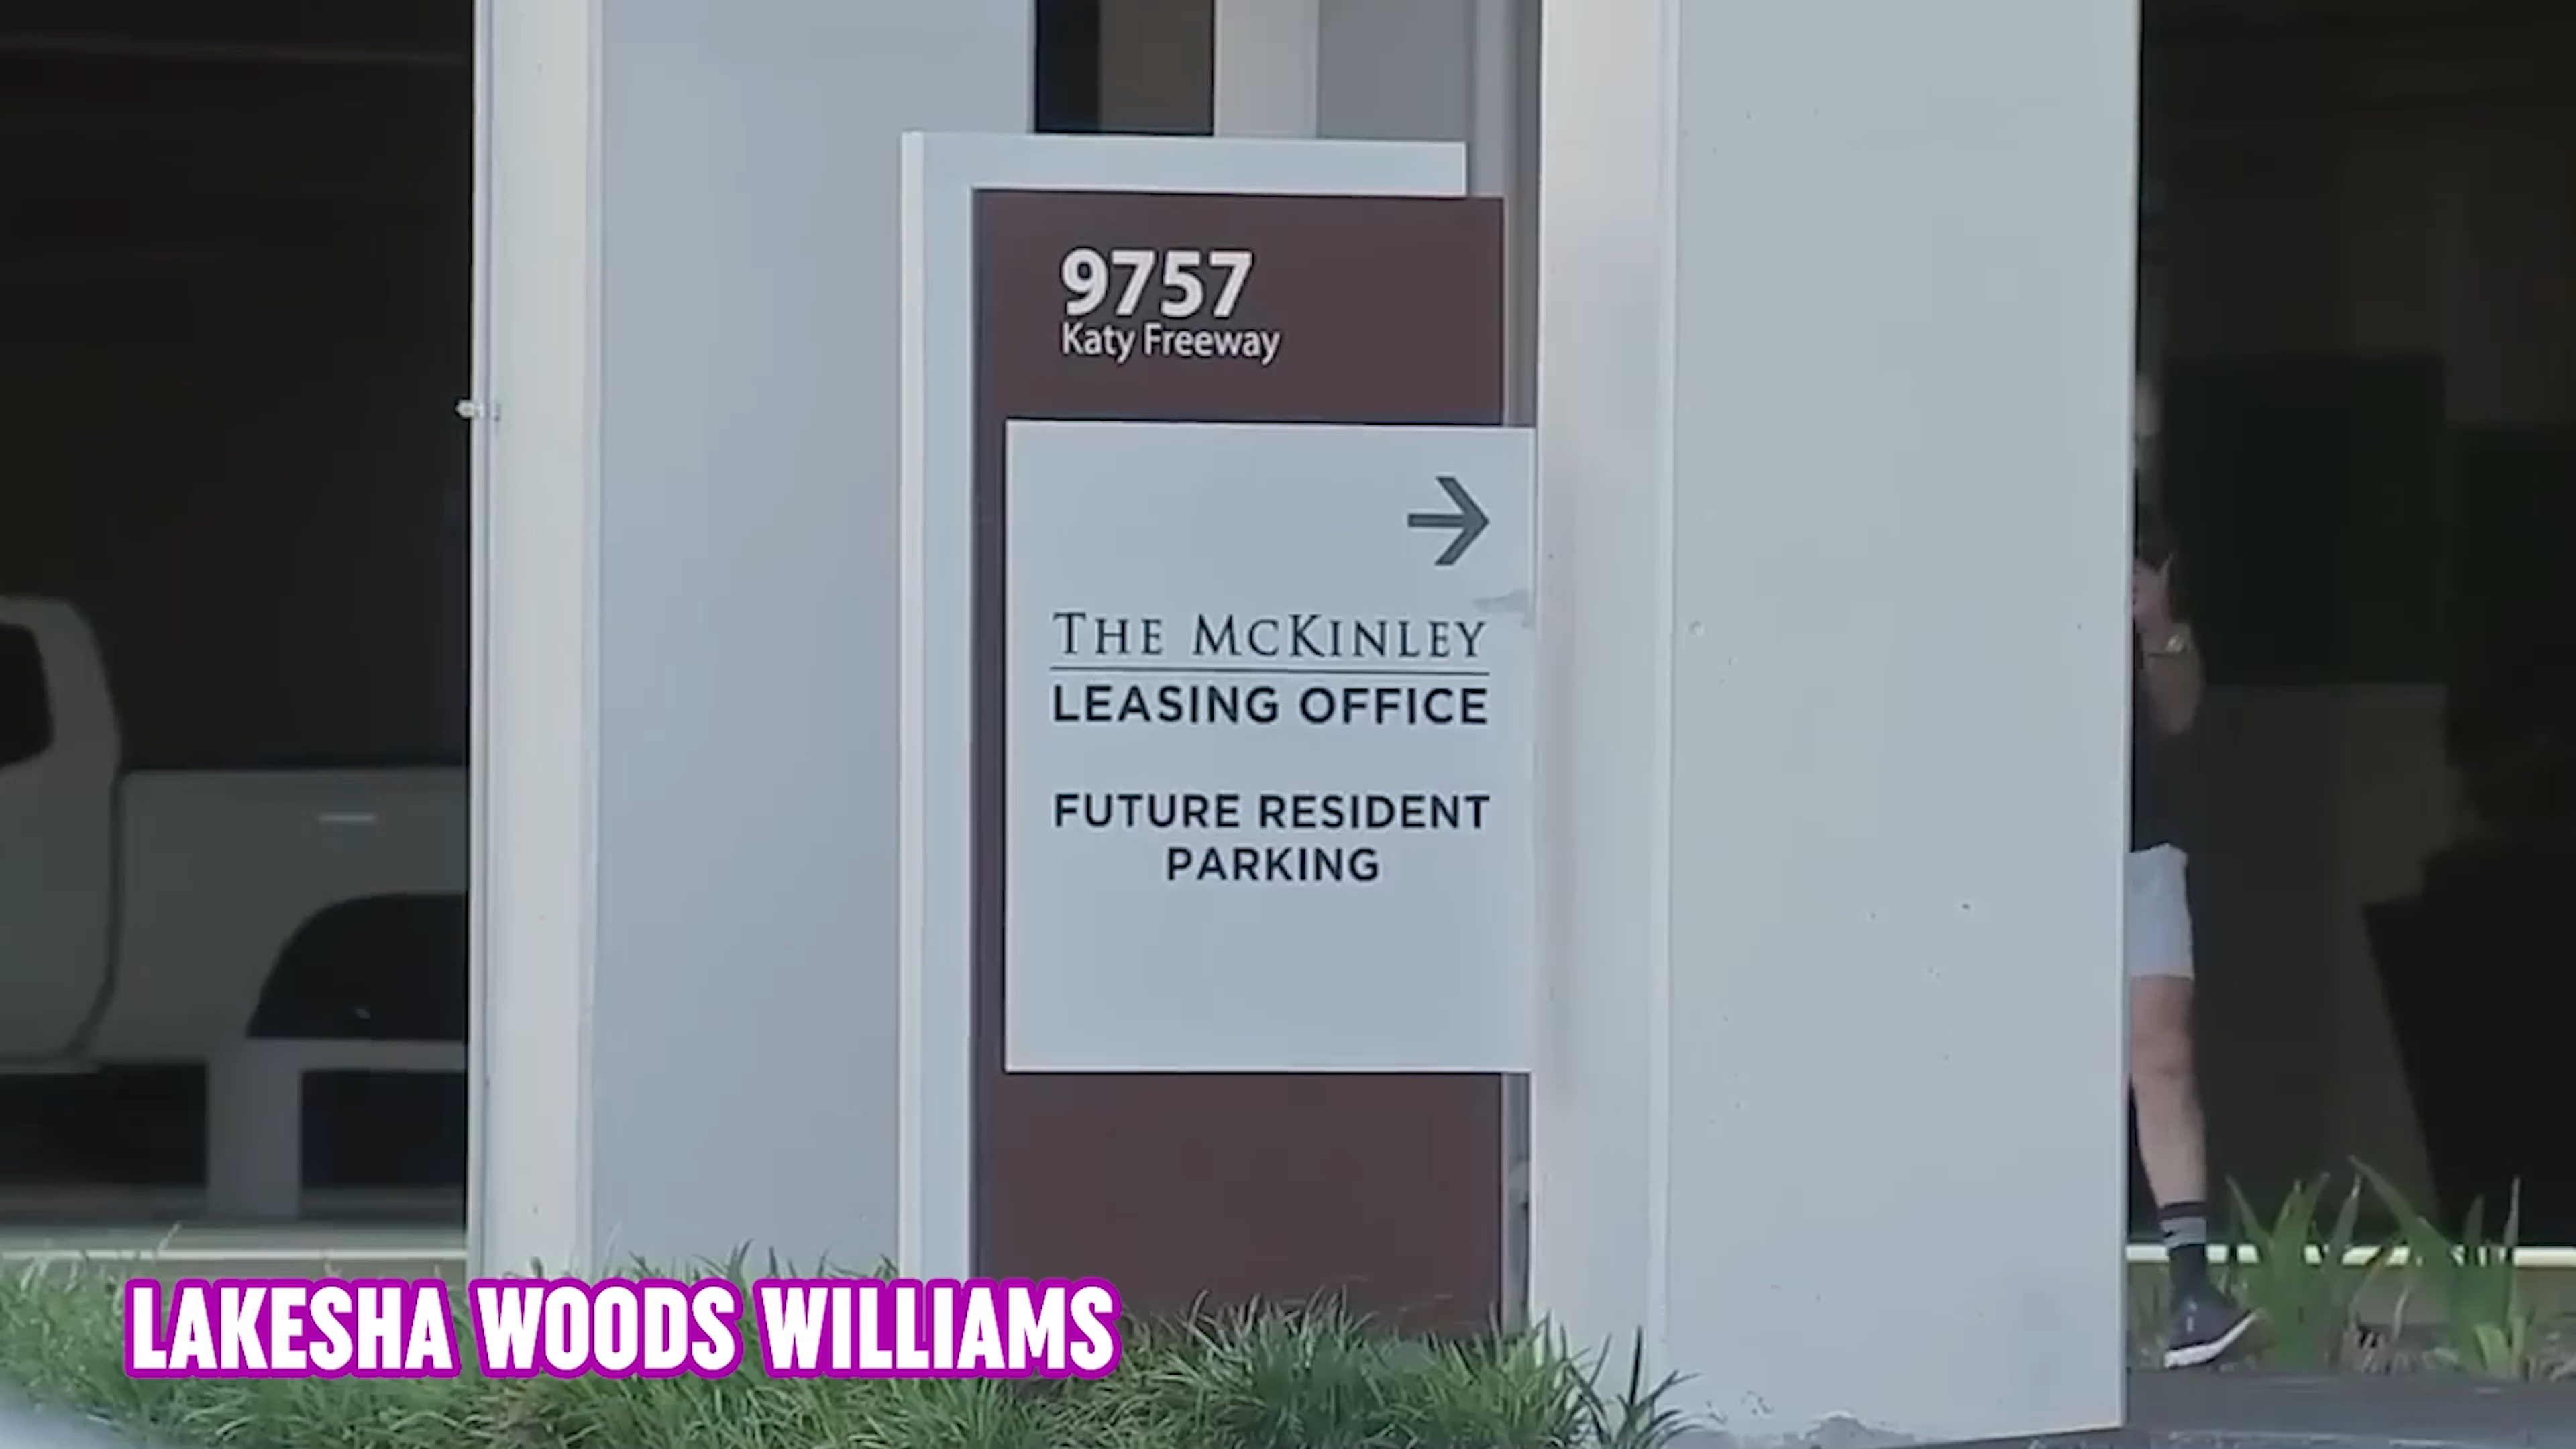 9757
Katy Freeway
THE MCKINLEY
LEASING OFFICE
FUTURE RESIDENT
PARKING
LAKESHA WOODS WILLIAMS